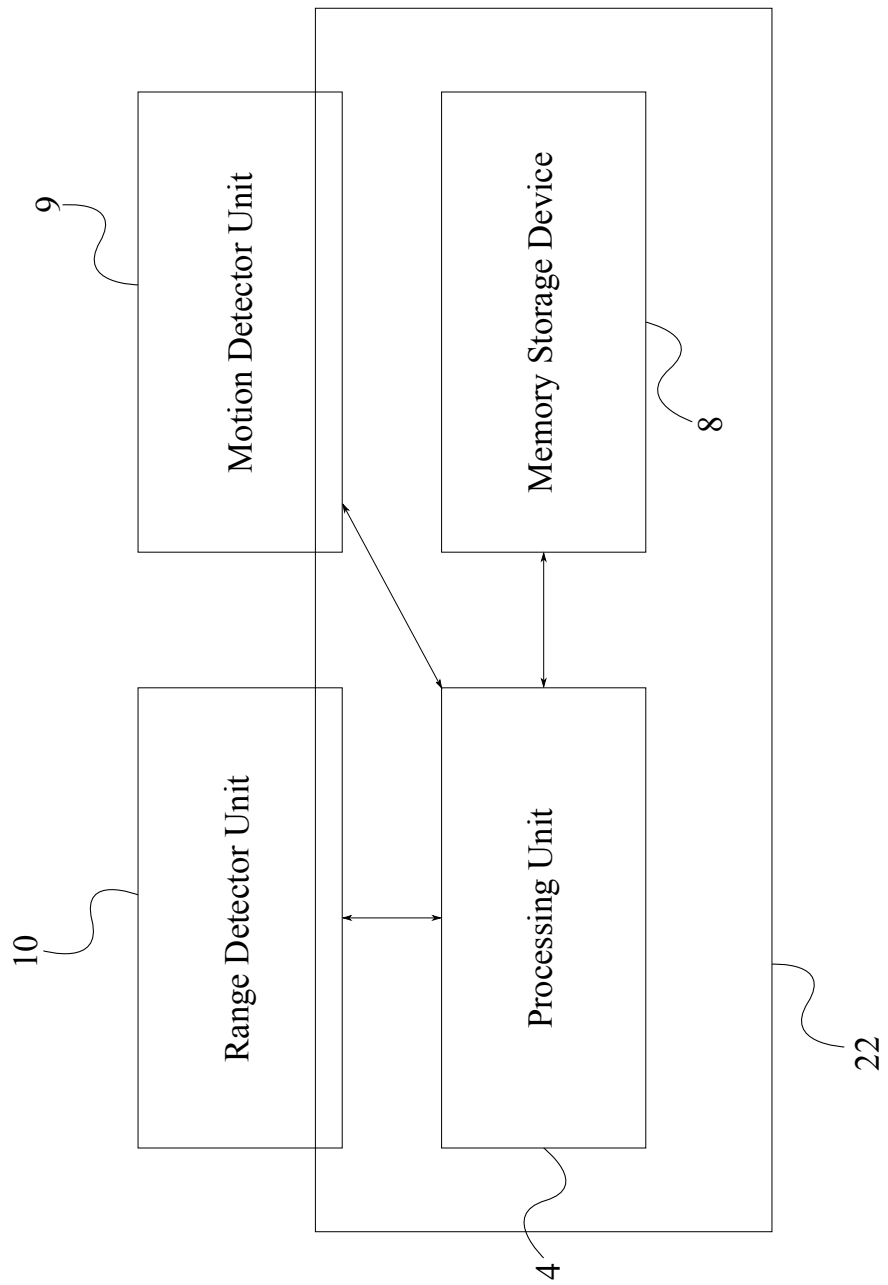 10
Range Detector Unit
9
Motion Detector Unit
4
Processing Unit
Memory Storage Device
8
22